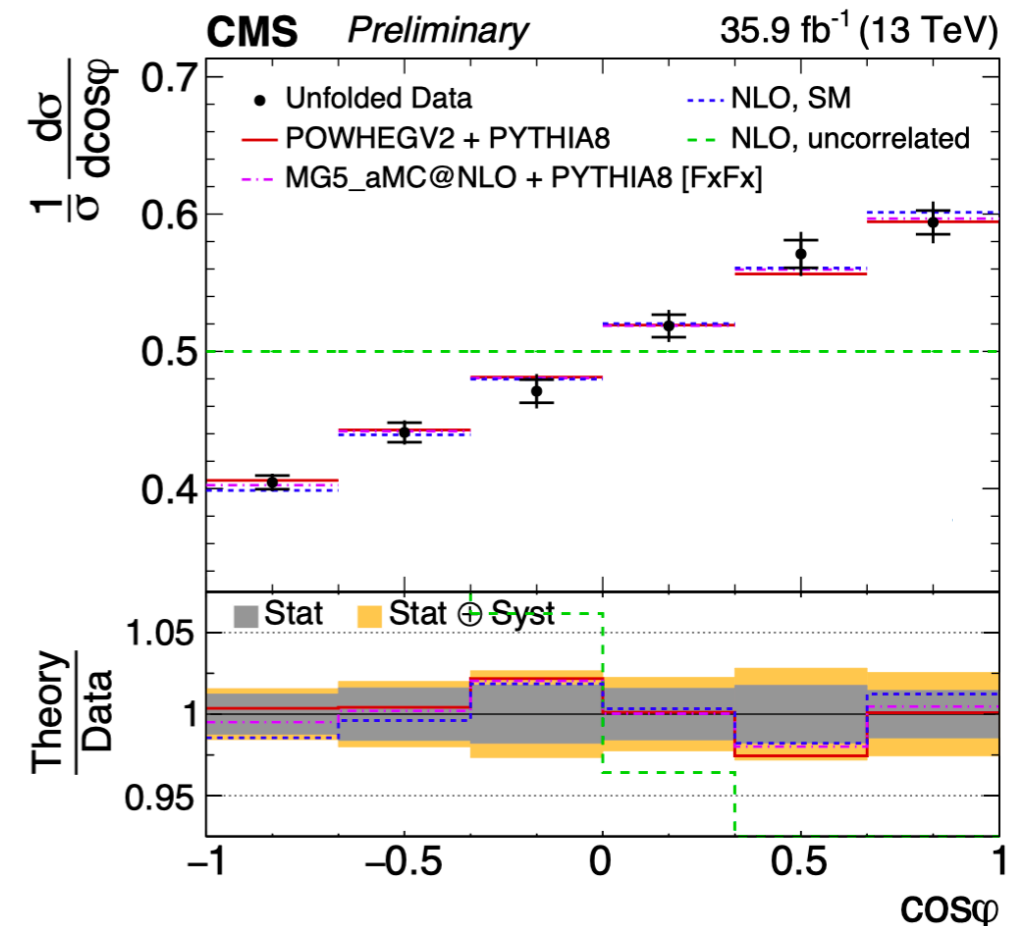 CMS Preliminary 35.9 fb⁻¹ (13 TeV)
1/σ dσ/dcosφ
0.7
0.6
0.5
0.4
Unfolded Data
POWHEGV2 + PYTHIA8
MG5_aMC@NLO + PYTHIA8 [FxFx]
NLO, SM
NLO, uncorrelated
Theory/Data
1.05
1
0.95
Stat
Stat ⊕ Syst
−1 −0.5 0 0.5 1
cosφ